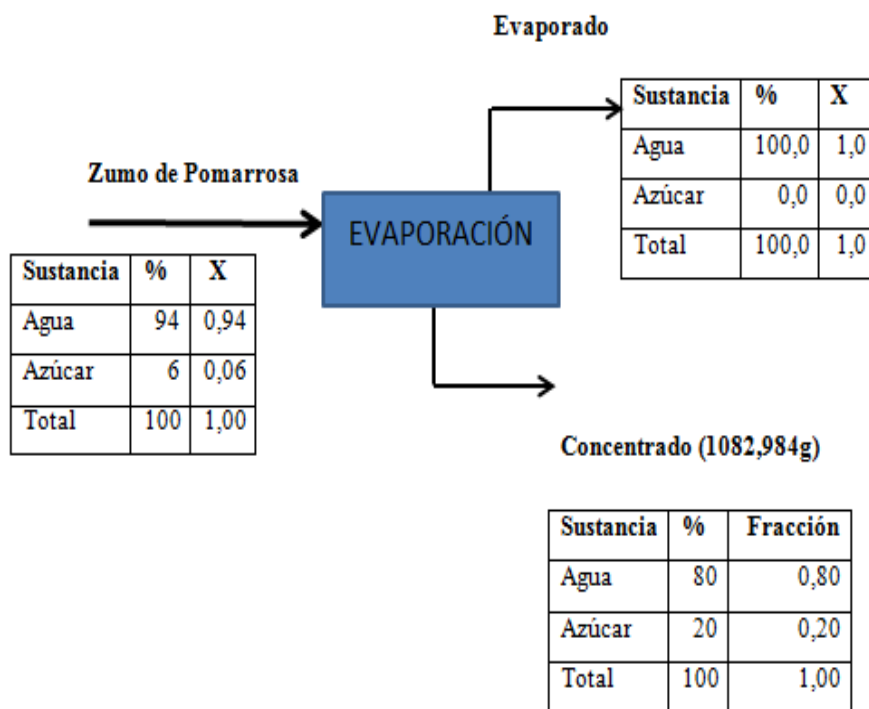 Evaporado
Sustancia % X
Agua 100,0 1,0
Azúcar 0,0 0,0
Total 100,0 1,0
Zumo de Pomarrosa
EVAPORACIÓN
Sustancia % X
Agua 94 0,94
Azúcar 6 0,06
Total 100 1,00
Concentrado (1082,984g)
Sustancia % Fracción
Agua 80 0,80
Azúcar 20 0,20
Total 100 1,00